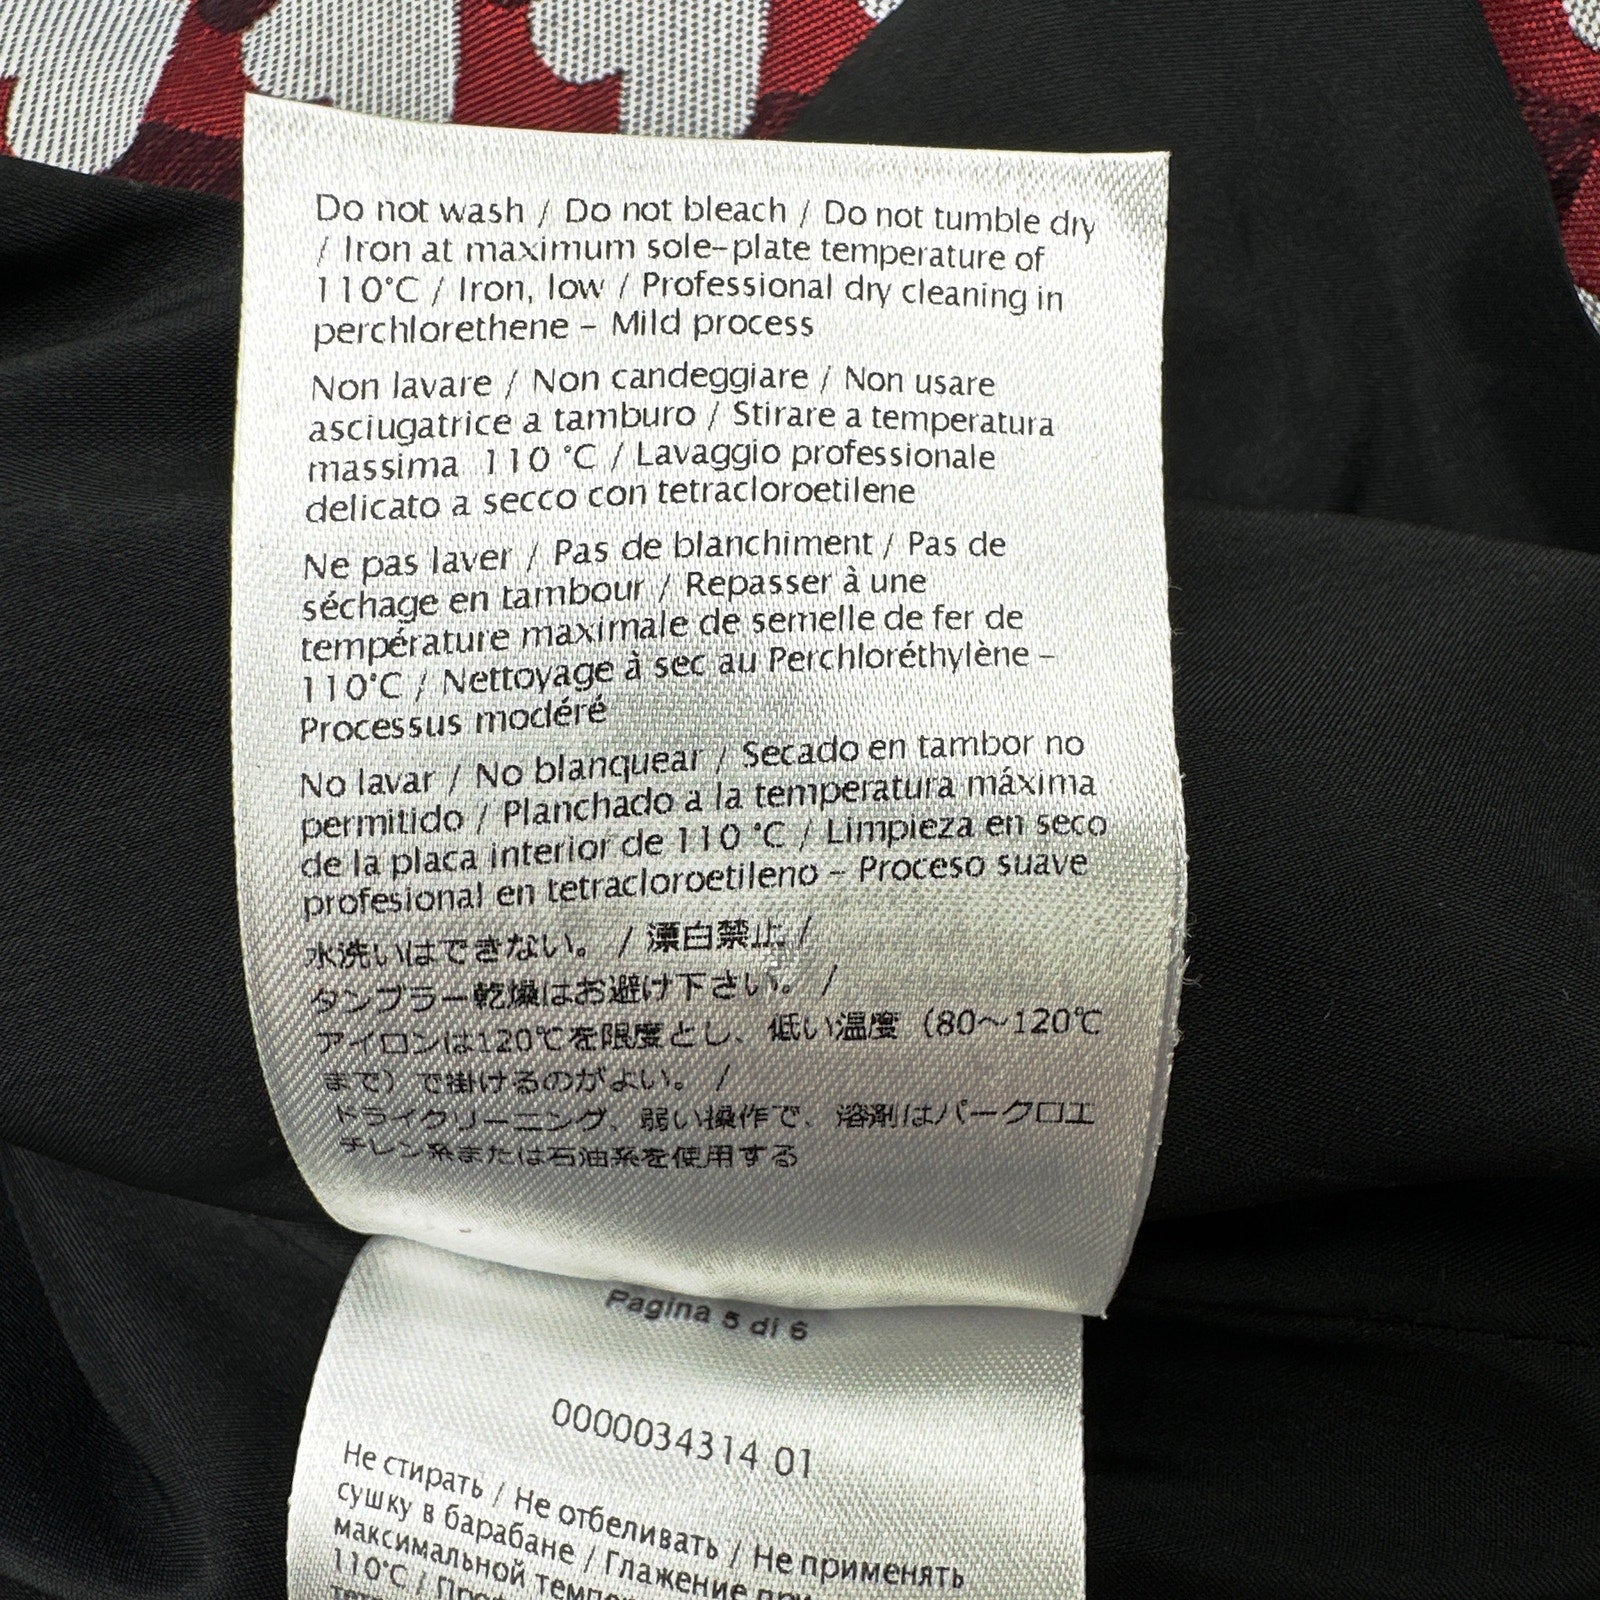 Do not wash / Do not bleach / Do not tumble dry
/ Iron at maximum sole-plate temperature of
110°C / Iron, low / Professional dry cleaning in
perchlorethene - Mild process
Non lavare / Non candeggiare / Non usare
asciugatrice a tamburo / Stirare a temperatura
massima 110 °C / Lavaggio professionale
delicato a secco con tetracloroetilene
Ne pas laver / Pas de blanchiment / Pas de
séchage en tambour / Repasser à une
température maximale de semelle de fer de
110°C / Nettoyage à sec au Perchloréthylène -
Processus modéré
No lavar / No blanquear / Secado en tambor no
permitido / Planchado a la temperatura máxima
de la placa interior de 110 °C / Limpieza en seco
profesional en tetracloroetileno - Proceso suave
水洗いはできない。 / 漂白禁止 /
タンブラー乾燥はお避け下さい。 /
アイロンは120℃を限度とし、低い温度（80～120℃
まで）で掛けるのがよい。 /
ドライクリーニング、弱い操作で、溶剤はパークロロエ
チレン系または石油系を使用する
Pagina 5 di 6
0000034314 01
Не стирать / Не отбеливать / Не применять
сушку в барабане / Глажение при
максимальной темпе
110°C / Про